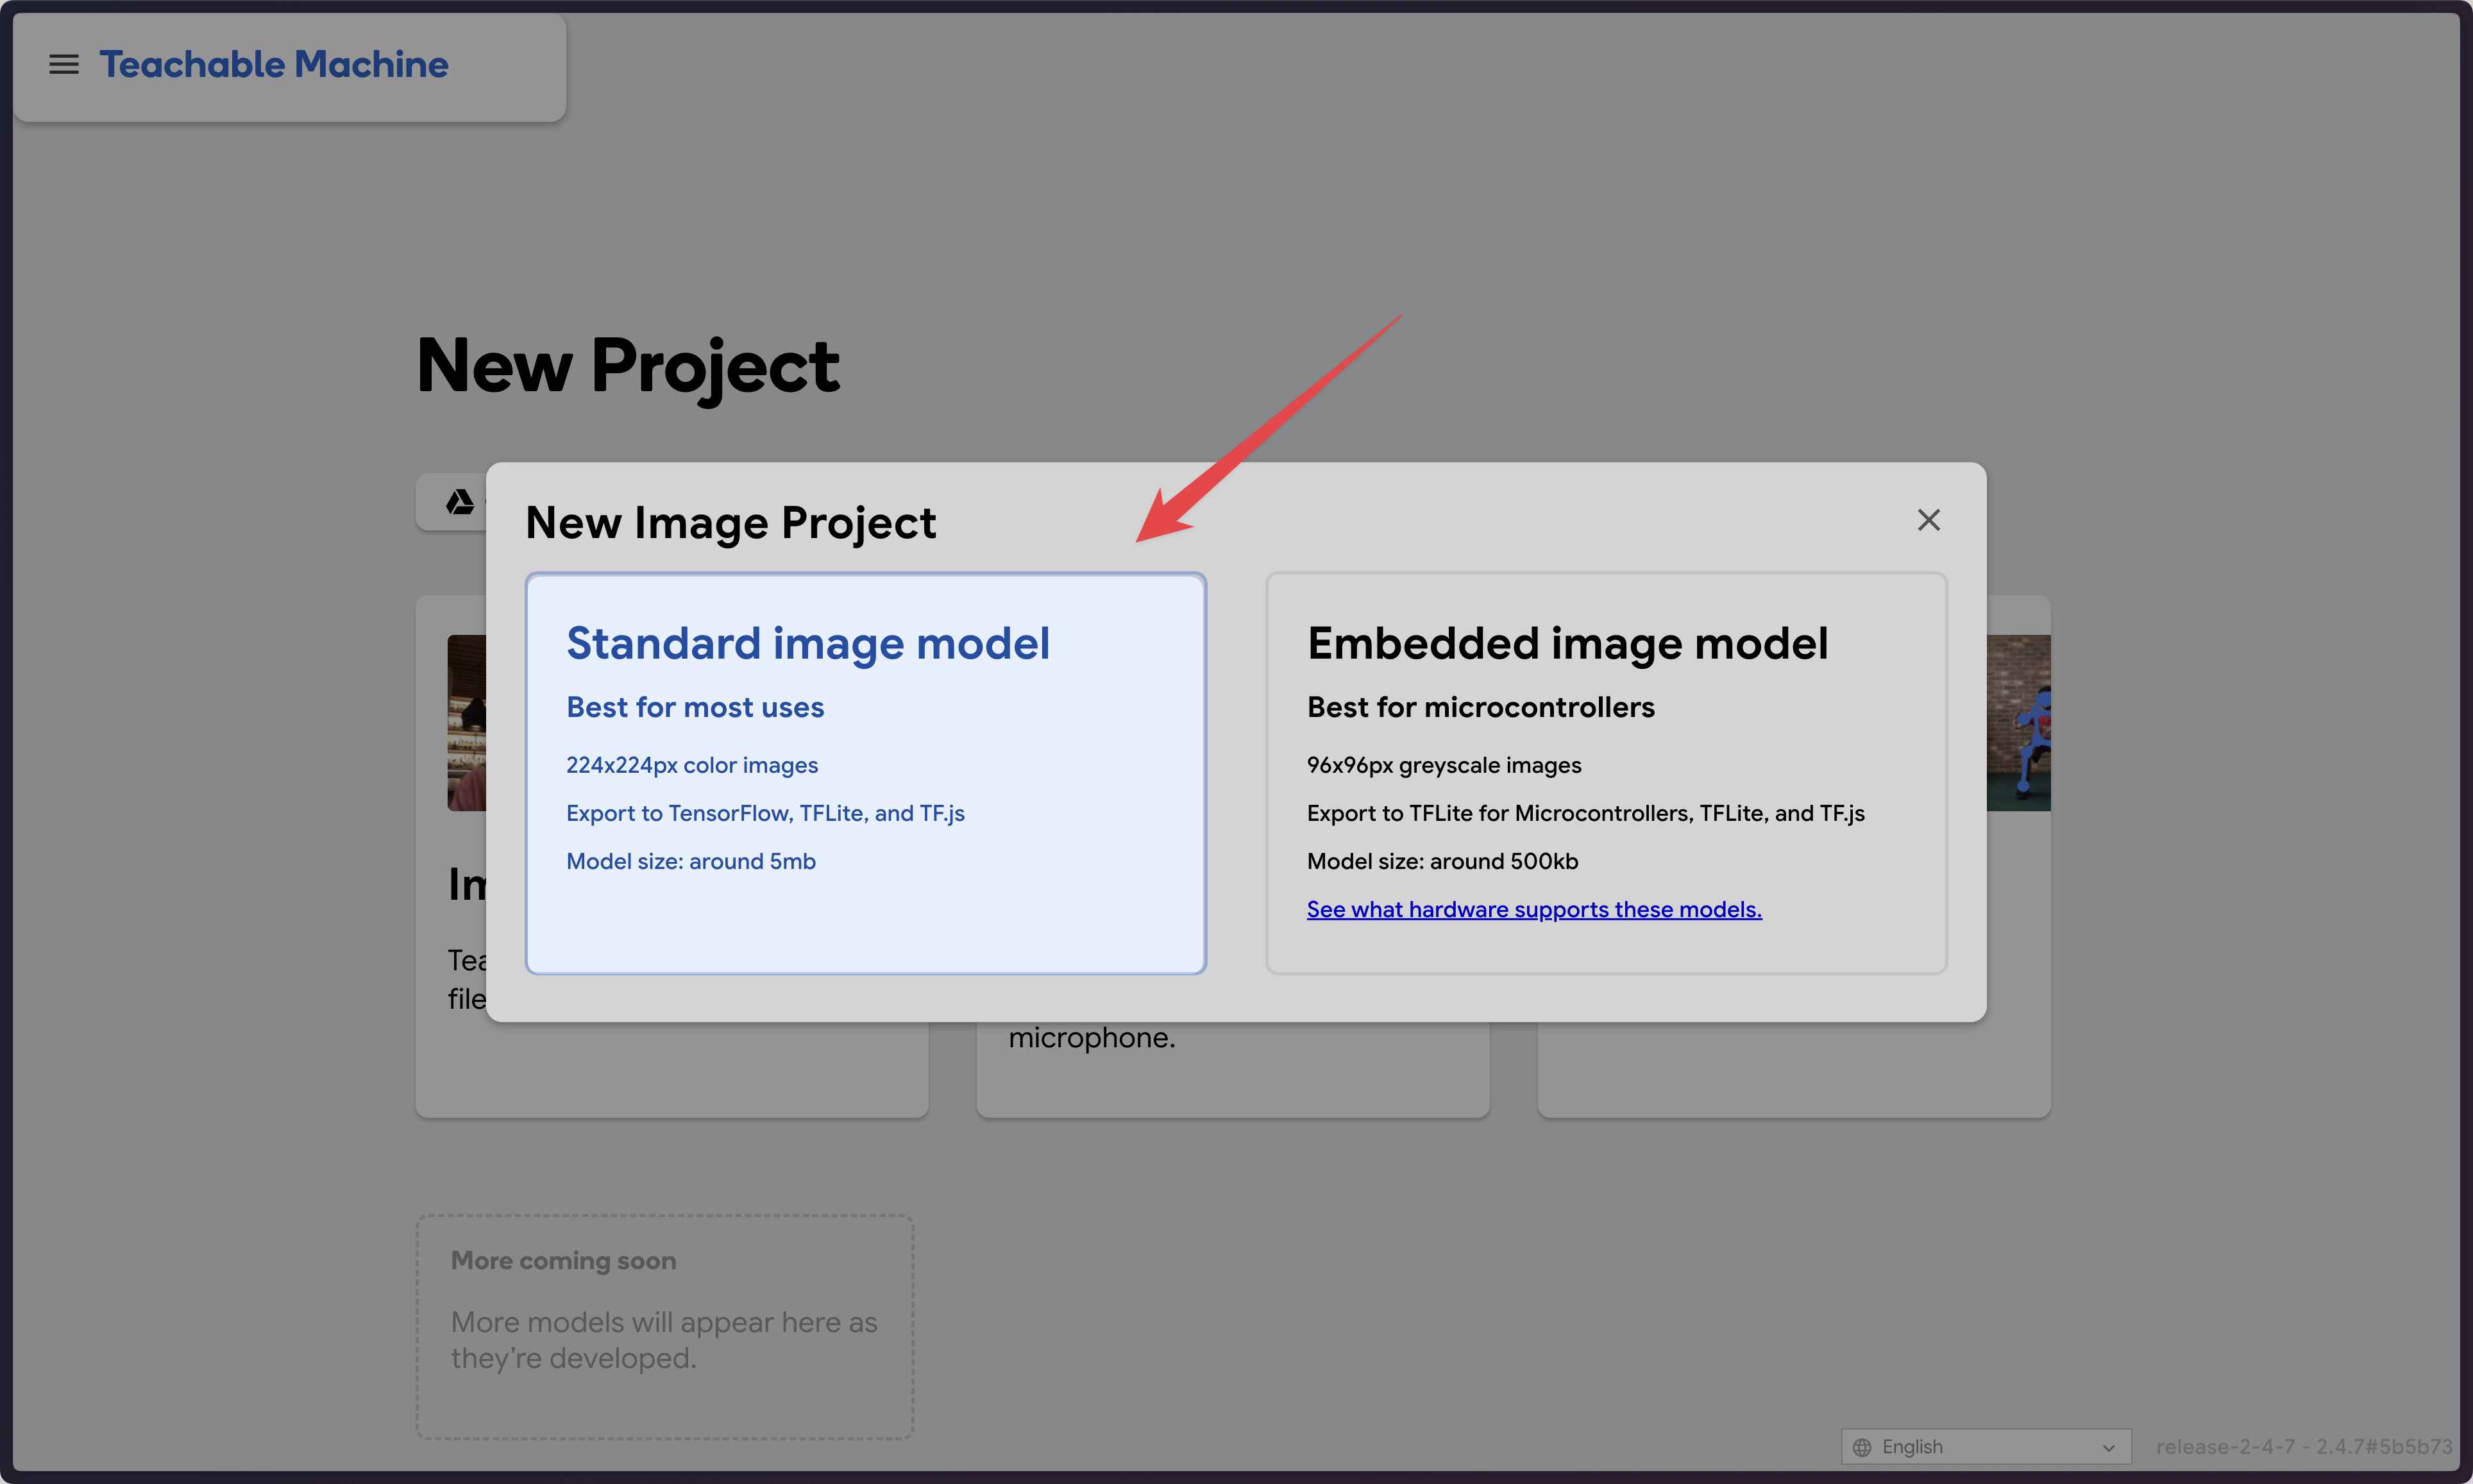 Teachable Machine
New Project
New Image Project
Standard image model
Best for most uses
224x224px color images
Export to TensorFlow, TFLite, and TF.js
Model size: around 5mb
Embedded image model
Best for microcontrollers
96x96px greyscale images
Export to TFLite for Microcontrollers, TFLite, and TF.js
Model size: around 500kb
See what hardware supports these models.
microphone.
More coming soon
More models will appear here as
they’re developed.
English
release-2-4-7 - 2.4.7#5b5b73